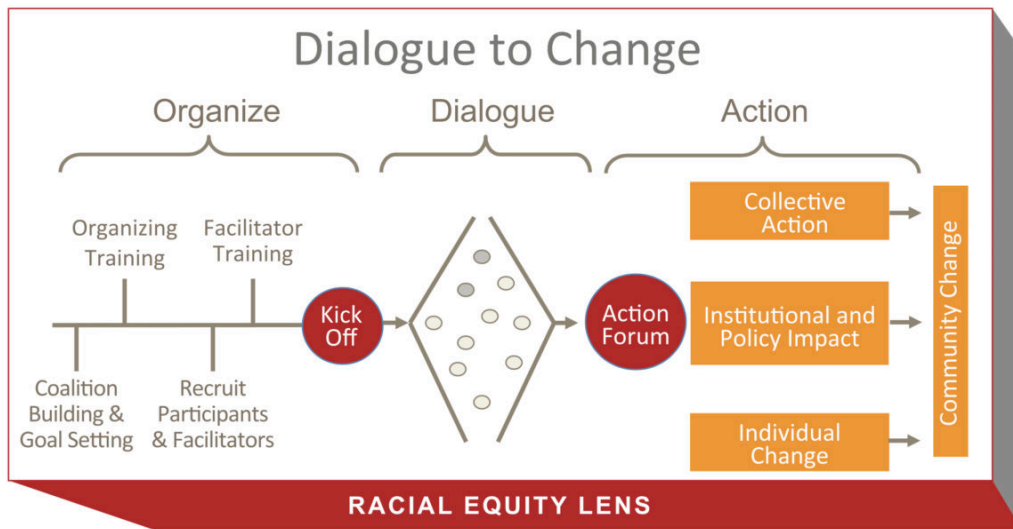 Dialogue to Change
Organize
Dialogue
Action
Organizing
Training
Facilitator
Training
Coalition
Building &
Goal Setting
Recruit
Participants
& Facilitators
Kick
Off
Action
Forum
Collective
Action
Institutional and
Policy Impact
Individual
Change
Community Change
RACIAL EQUITY LENS